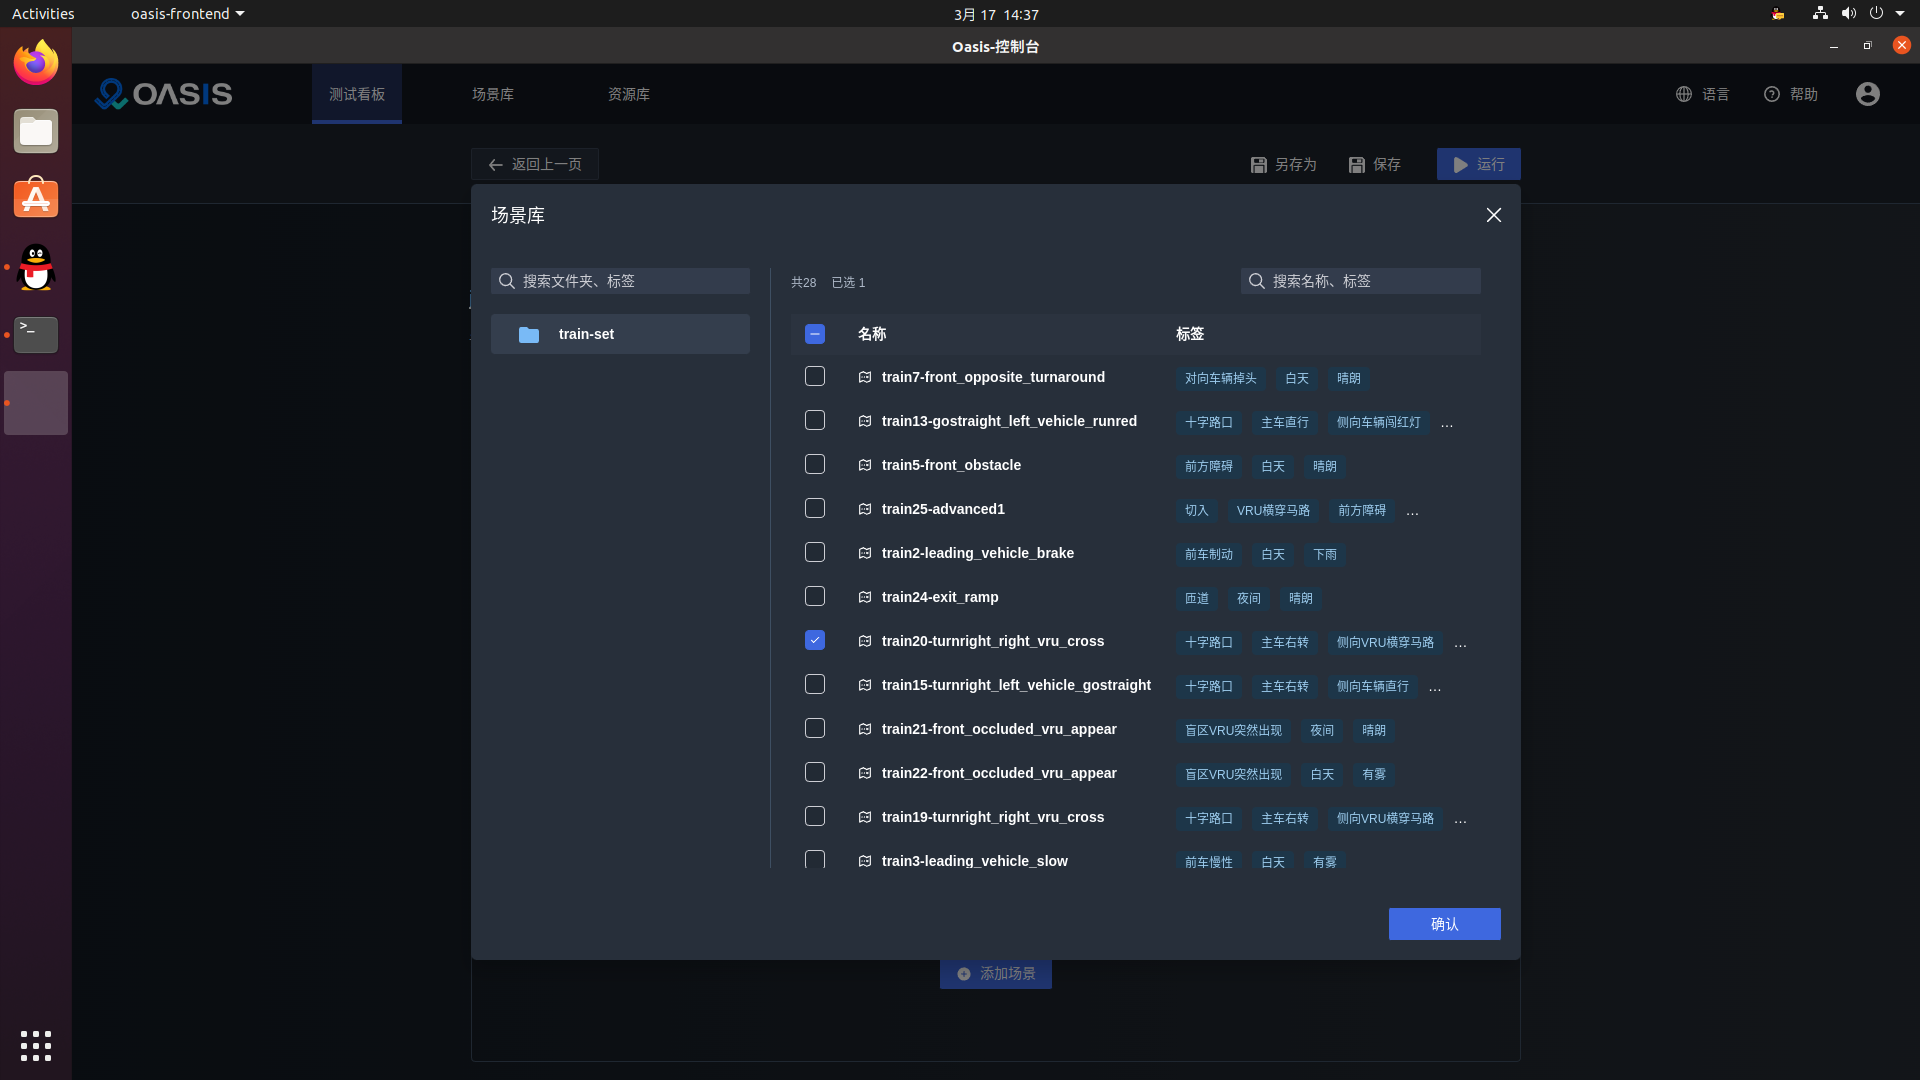 Activities
oasis-frontend
3月 17 14:37
Oasis-控制台
OASIS
测试看板
场景库
资源库
语言
帮助
返回上一页
另存为
保存
运行
场景库
搜索文件夹、标签
共28 已选 1
搜索名称、标签
train-set
名称 标签
train7-front_opposite_turnaround 对向车辆掉头 白天 晴朗
train13-gostraight_left_vehicle_runred 十字路口 主车直行 侧向车辆闯红灯 ...
train5-front_obstacle 前方障碍 白天 晴朗
train25-advanced1 切入 VRU横穿马路 前方障碍 ...
train2-leading_vehicle_brake 前车制动 白天 下雨
train24-exit_ramp 匝道 夜间 晴朗
train20-turnright_right_vru_cross 十字路口 主车右转 侧向VRU横穿马路 ...
train15-turnright_left_vehicle_gostraight 十字路口 主车右转 侧向车辆直行 ...
train21-front_occluded_vru_appear 盲区VRU突然出现 夜间 晴朗
train22-front_occluded_vru_appear 盲区VRU突然出现 白天 有雾
train19-turnright_right_vru_cross 十字路口 主车右转 侧向VRU横穿马路 ...
train3-leading_vehicle_slow 前车慢性 白天 有雾
确认
添加场景